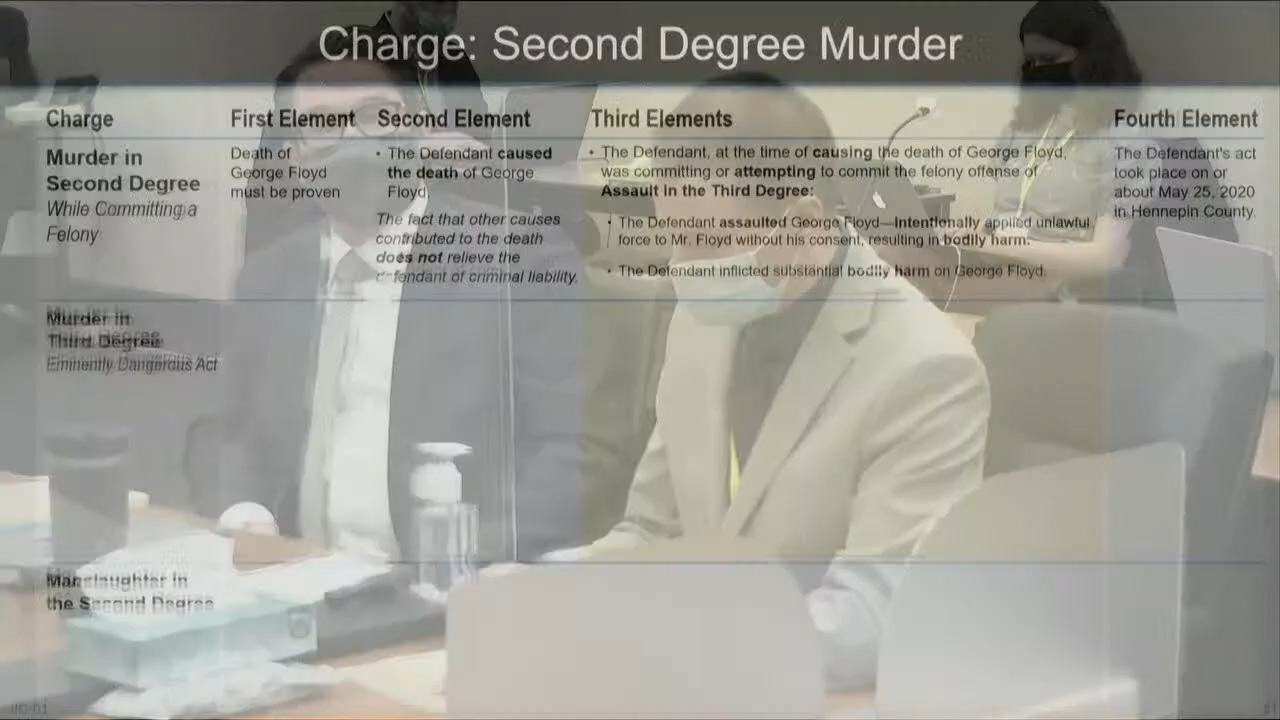 Charge: Second Degree Murder
Charge
First Element
Second Element
Third Elements
Fourth Element
Murder in
Second Degree
While Committing a
Felony
Death of
George Floyd
must be proven
• The Defendant caused
the death of George
Floyd.
The fact that other causes
contributed to the death
does not relieve the
defendant of criminal liability.
• The Defendant, at the time of causing the death of George Floyd,
was committing or attempting to commit the felony offense of
Assault in the Third Degree:
• The Defendant assaulted George Floyd—intentionally applied unlawful
force to Mr. Floyd without his consent, resulting in bodily harm.
• The Defendant inflicted substantial bodily harm on George Floyd.
The Defendant's act
took place on or
about May 25, 2020
in Hennepin County.
Murder in
Third Degree
Eminently Dangerous Act
Manslaughter in
the Second Degree